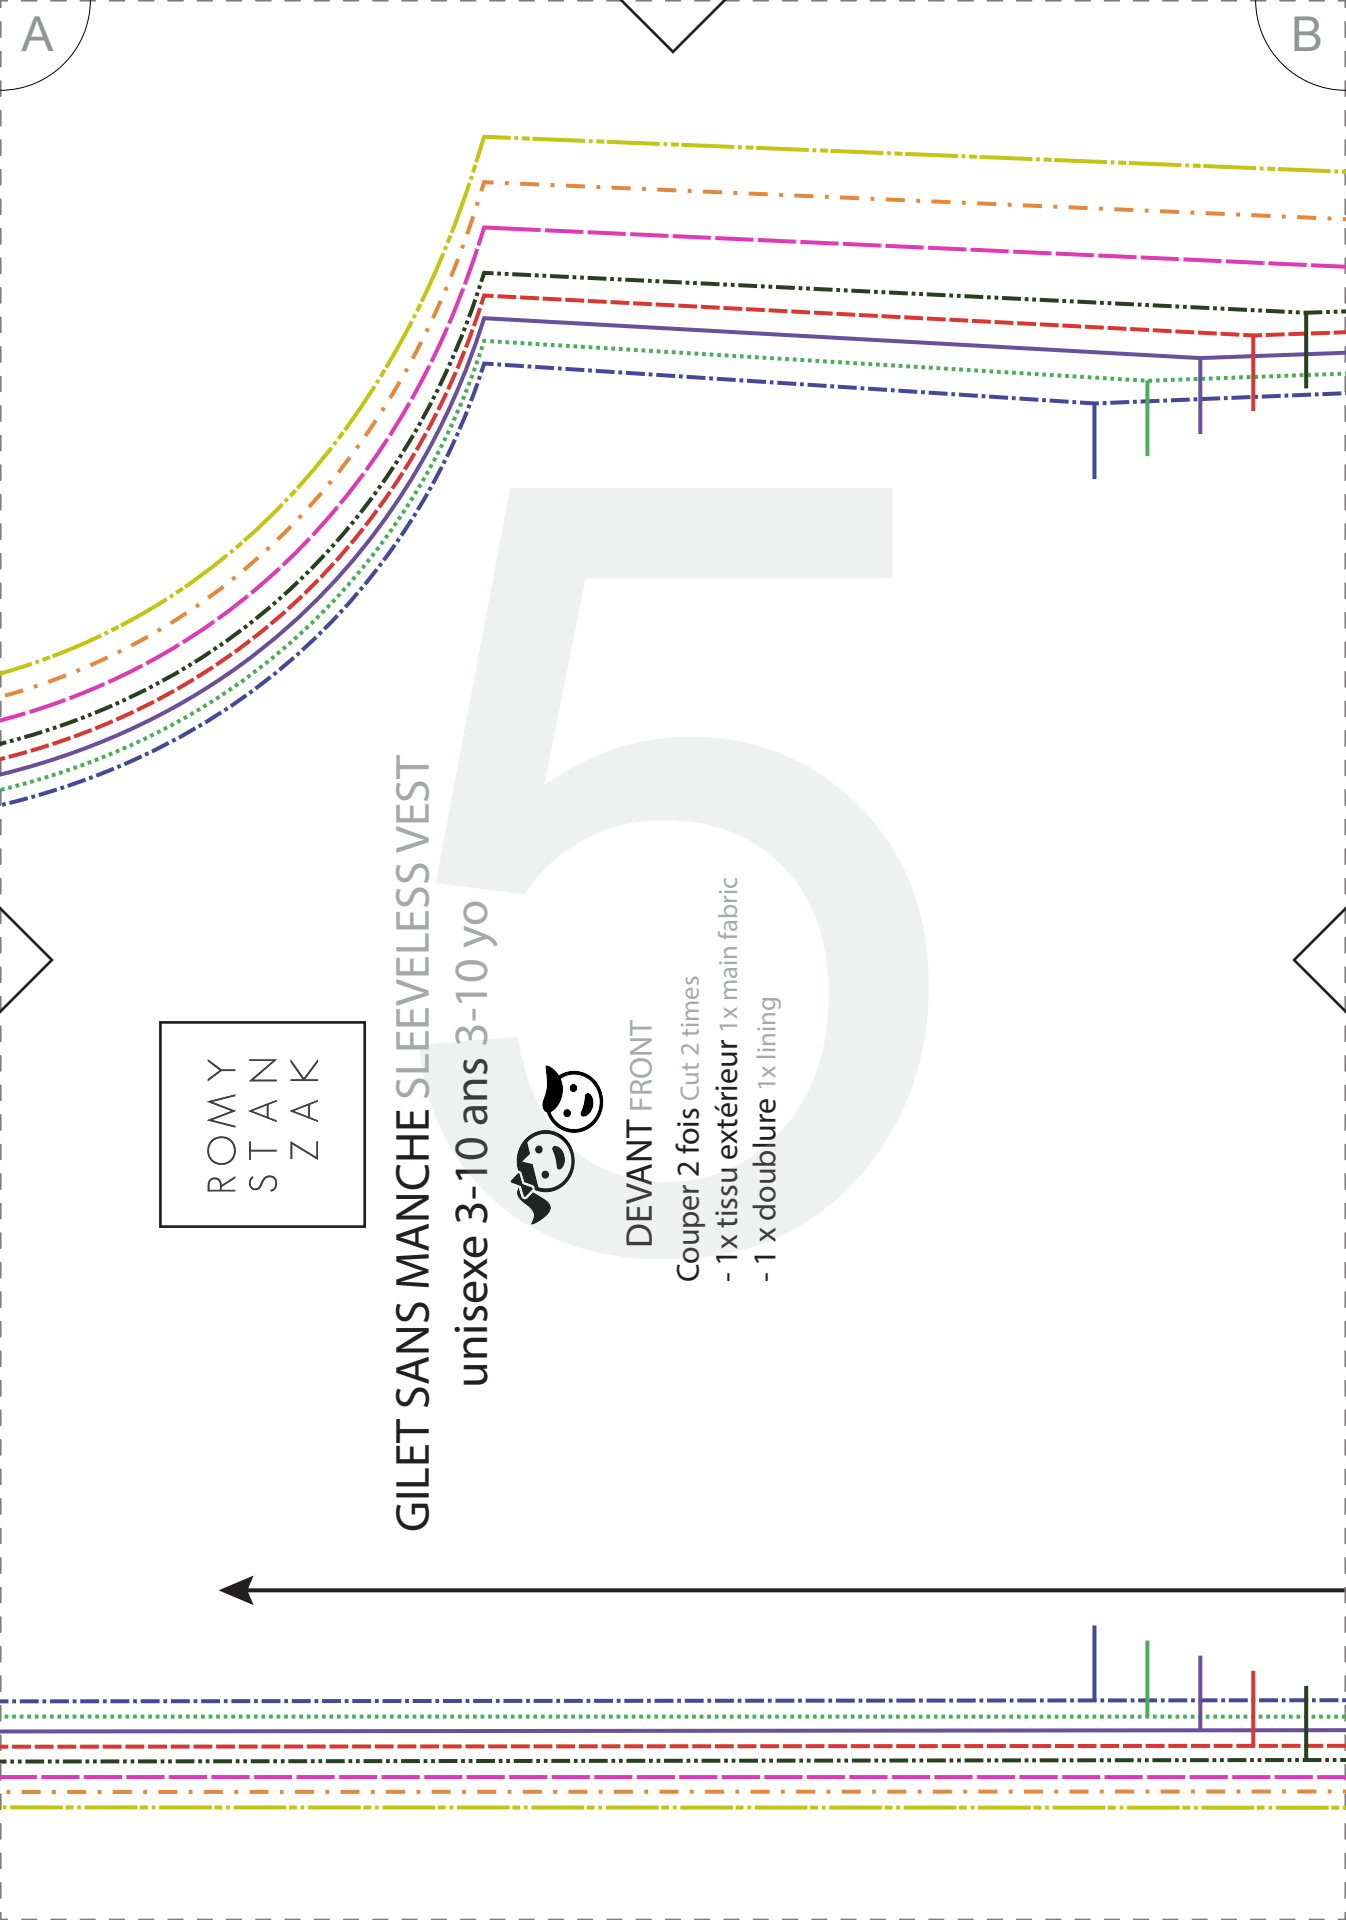 A
B
5
ROMY
STAN
ZAK
GILET SANS MANCHE SLEEVELESS VEST
unisexe 3-10 ans 3-10 yo
DEVANT FRONT
Couper 2 fois Cut 2 times
- 1x tissu extérieur 1x main fabric
- 1 x doublure 1x lining